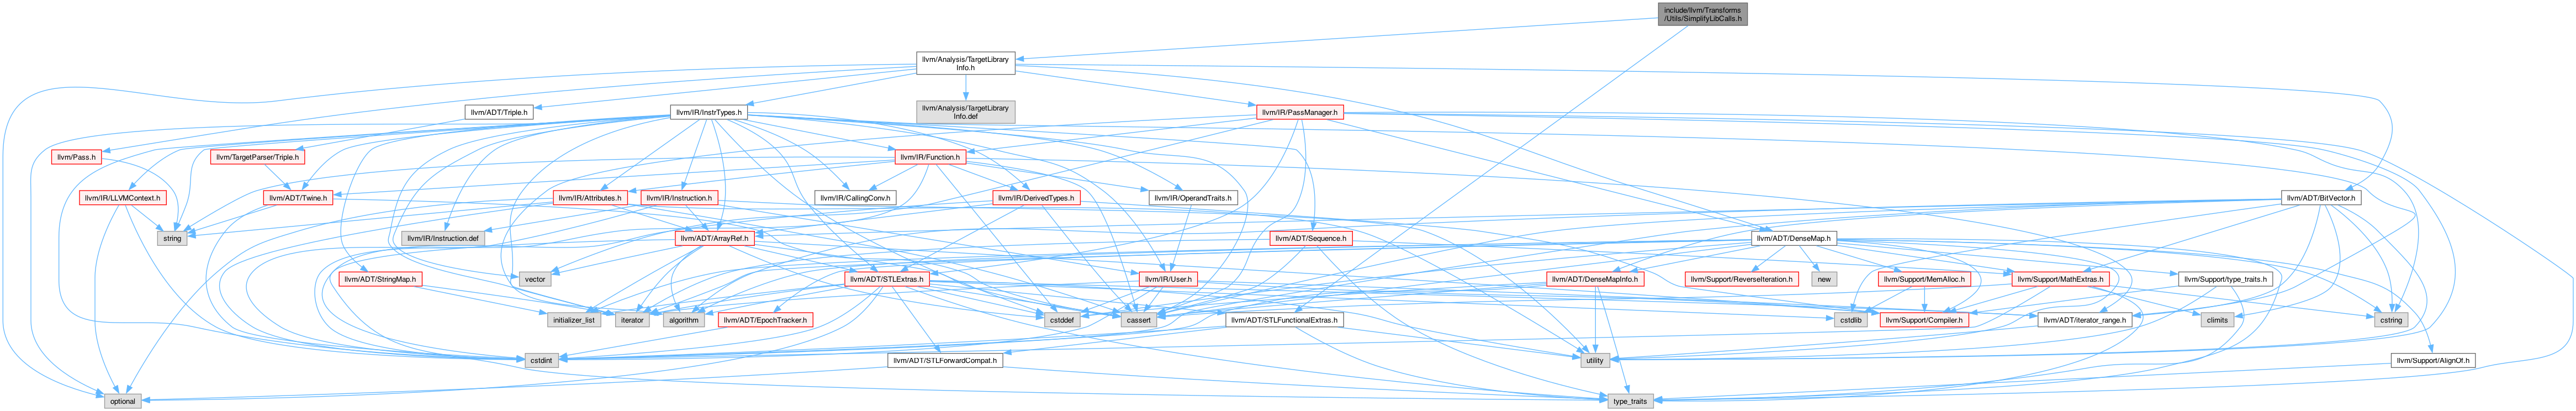 include/llvm/Transforms
/Utils/SimplifyLibCalls.h
llvm/Analysis/TargetLibrary
Info.h
llvm/ADT/Triple.h
llvm/IR/InstrTypes.h
llvm/Analysis/TargetLibrary
Info.def
llvm/IR/PassManager.h
llvm/Pass.h
llvm/TargetParser/Triple.h
llvm/IR/Function.h
llvm/IR/LLVMContext.h
llvm/ADT/Twine.h
llvm/IR/Attributes.h
llvm/IR/Instruction.h
llvm/IR/CallingConv.h
llvm/IR/DerivedTypes.h
llvm/IR/OperandTraits.h
llvm/ADT/BitVector.h
string
llvm/IR/Instruction.def
llvm/ADT/ArrayRef.h
llvm/ADT/Sequence.h
llvm/ADT/DenseMap.h
llvm/ADT/StringMap.h
vector
llvm/ADT/STLExtras.h
llvm/IR/User.h
llvm/ADT/DenseMapInfo.h
new
llvm/Support/ReverseIteration.h
llvm/Support/MemAlloc.h
llvm/Support/MathExtras.h
llvm/Support/type_traits.h
initializer_list
iterator
algorithm
llvm/ADT/EpochTracker.h
cstddef
cassert
llvm/ADT/STLFunctionalExtras.h
cstdlib
llvm/Support/Compiler.h
llvm/ADT/iterator_range.h
climits
cstring
cstdint
llvm/ADT/STLForwardCompat.h
utility
llvm/Support/AlignOf.h
optional
type_traits